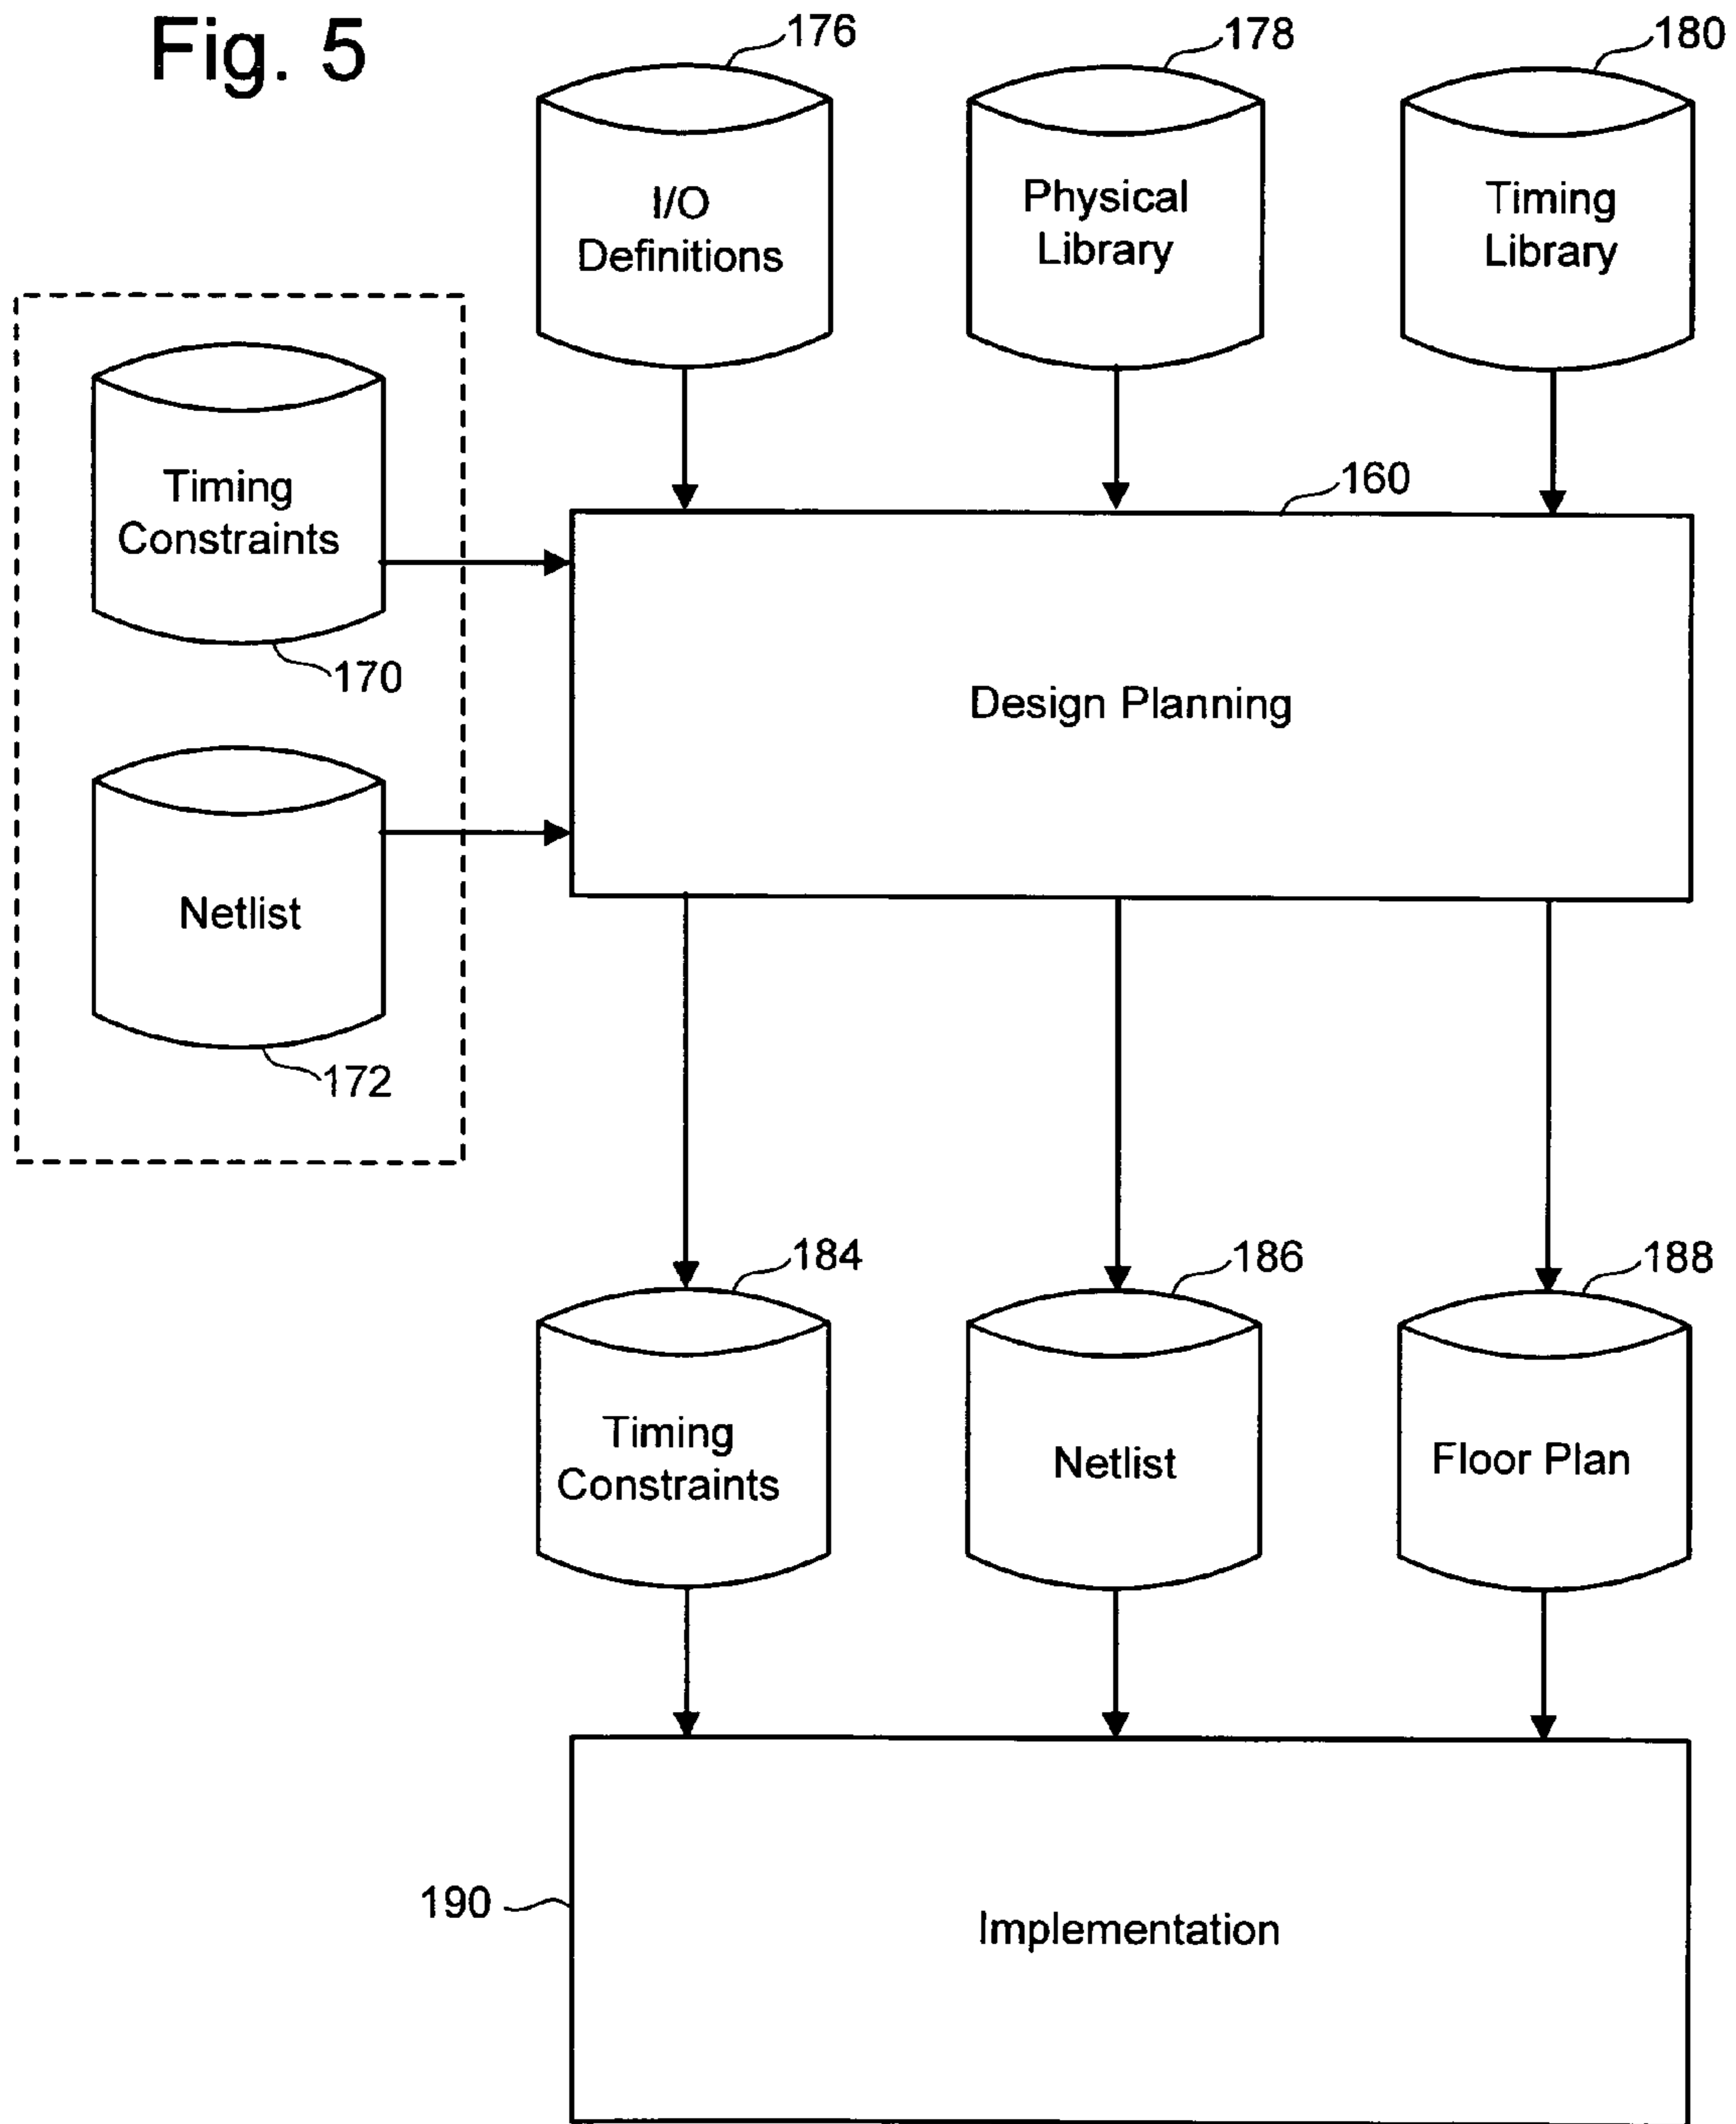 Fig. 5
176
178
180
I/O
Definitions
Physical
Library
Timing
Library
Timing
Constraints
170
160
Design Planning
Netlist
172
184
186
188
Timing
Constraints
Netlist
Floor Plan
190
Implementation